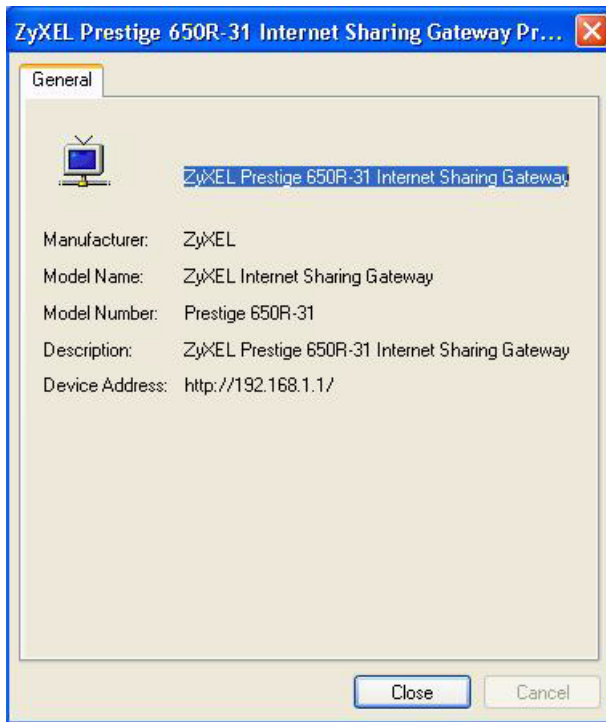 ZyXEL Prestige 650R-31 Internet Sharing Gateway Pr...
General
ZyXEL Prestige 650R-31 Internet Sharing Gateway
Manufacturer: ZyXEL
Model Name: ZyXEL Internet Sharing Gateway
Model Number: Prestige 650R-31
Description: ZyXEL Prestige 650R-31 Internet Sharing Gateway
Device Address: http://192.168.1.1/
Close Cancel